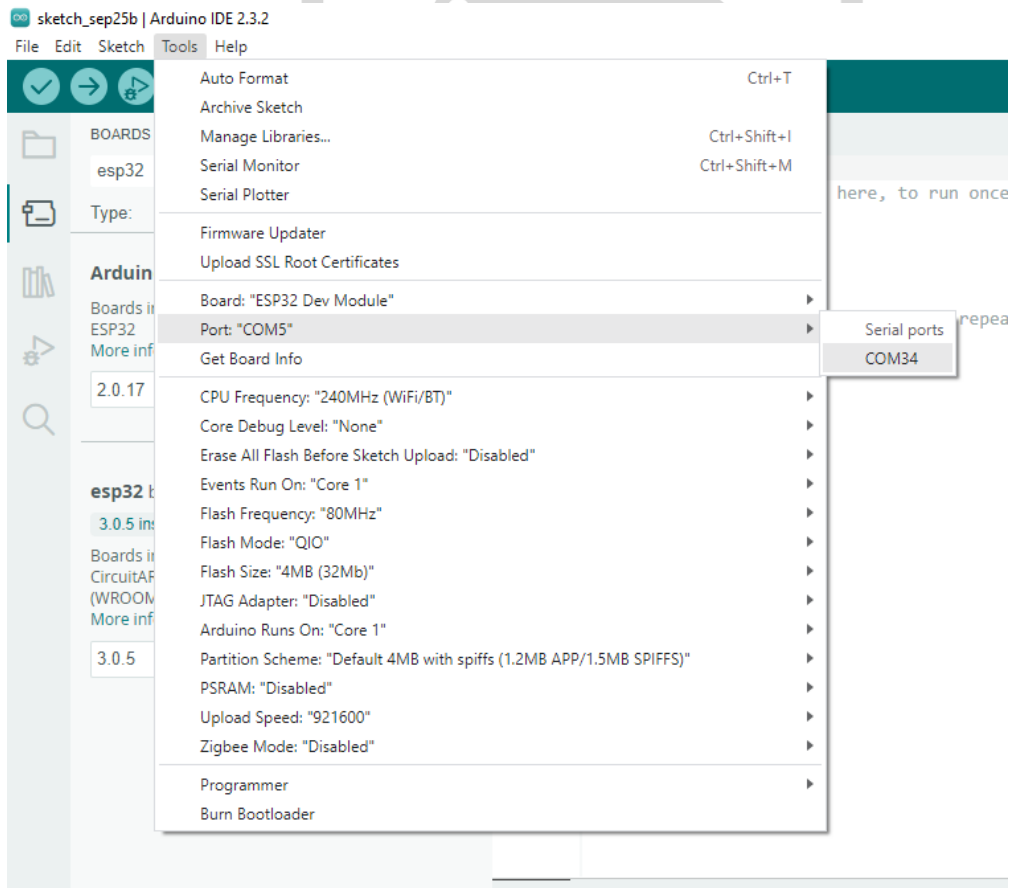 sketch_sep25b | Arduino IDE 2.3.2
File Edit Sketch Tools Help
Auto Format Ctrl+T
Archive Sketch
BOARDS
Manage Libraries... Ctrl+Shift+I
esp32
Serial Monitor Ctrl+Shift+M
Serial Plotter
here, to run once
Type:
Firmware Updater
Upload SSL Root Certificates
Arduin
Boards in
ESP32
More inf
2.0.17
Board: "ESP32 Dev Module"
Port: "COM5"
Serial ports
COM34
repea
Get Board Info
CPU Frequency: "240MHz (WiFi/BT)"
Core Debug Level: "None"
Erase All Flash Before Sketch Upload: "Disabled"
Events Run On: "Core 1"
Flash Frequency: "80MHz"
Flash Mode: "QIO"
Flash Size: "4MB (32Mb)"
JTAG Adapter: "Disabled"
Arduino Runs On: "Core 1"
Partition Scheme: "Default 4MB with spiffs (1.2MB APP/1.5MB SPIFFS)"
PSRAM: "Disabled"
Upload Speed: "921600"
Zigbee Mode: "Disabled"
Programmer
Burn Bootloader
esp32 b
3.0.5 ins
Boards in
CircuitAR
(WROOM
More inf
3.0.5